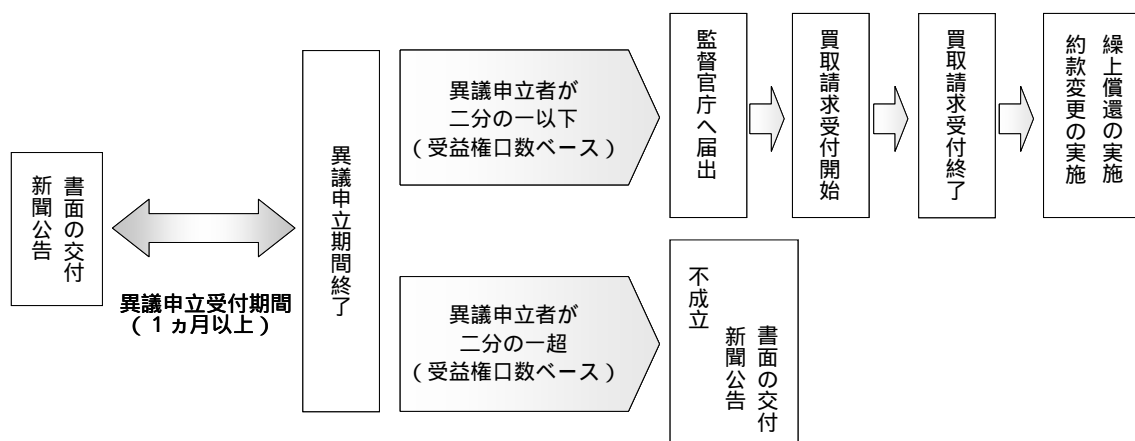 書面の交付
新聞公告
異議申立受付期間
（１ヵ月以上）
異議申立期間終了
異議申立者が
二分の一以下
（受益権口数ベース）
監督官庁へ届出
買取請求受付開始
買取請求受付終了
繰上償還の実施
約款変更の実施
異議申立者が
二分の一超
（受益権口数ベース）
不成立
書面の交付
新聞公告